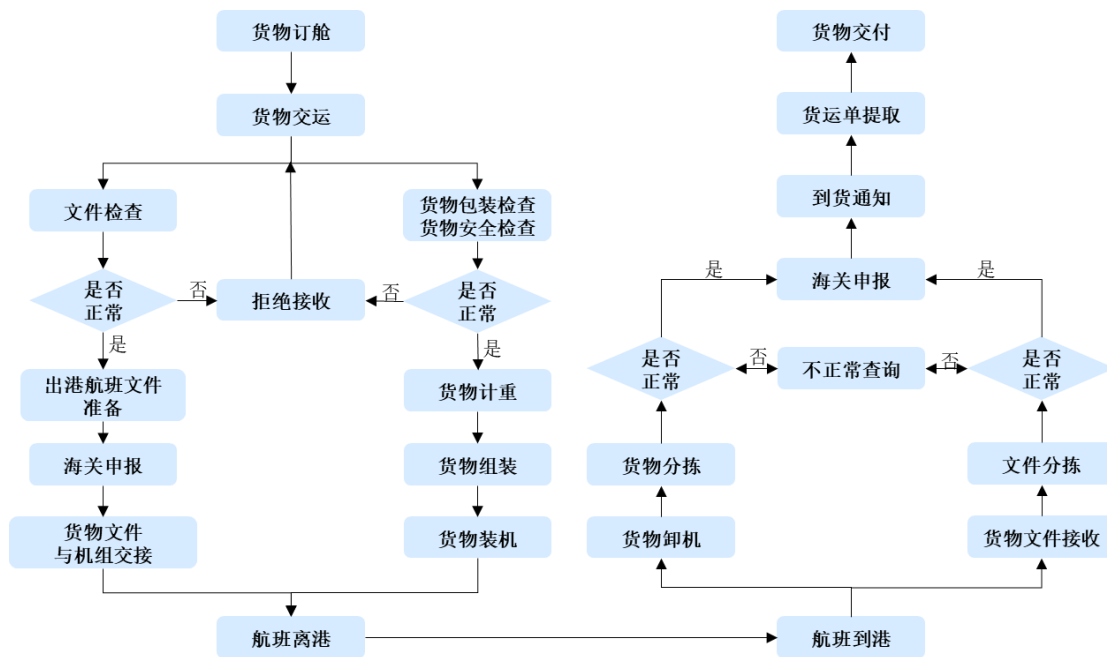 货物订舱
货物交运
文件检查
货物包装检查
货物安全检查
是否
正常
否
拒绝接收
否
是否
正常
是
是
出港航班文件
准备
货物计重
海关申报
货物组装
货物文件
与机组交接
货物装机
航班离港
货物交付
货运单提取
到货通知
是
海关申报
是
是否
正常
否
不正常查询
否
是否
正常
货物分拣
文件分拣
货物卸机
货物文件接收
航班到港